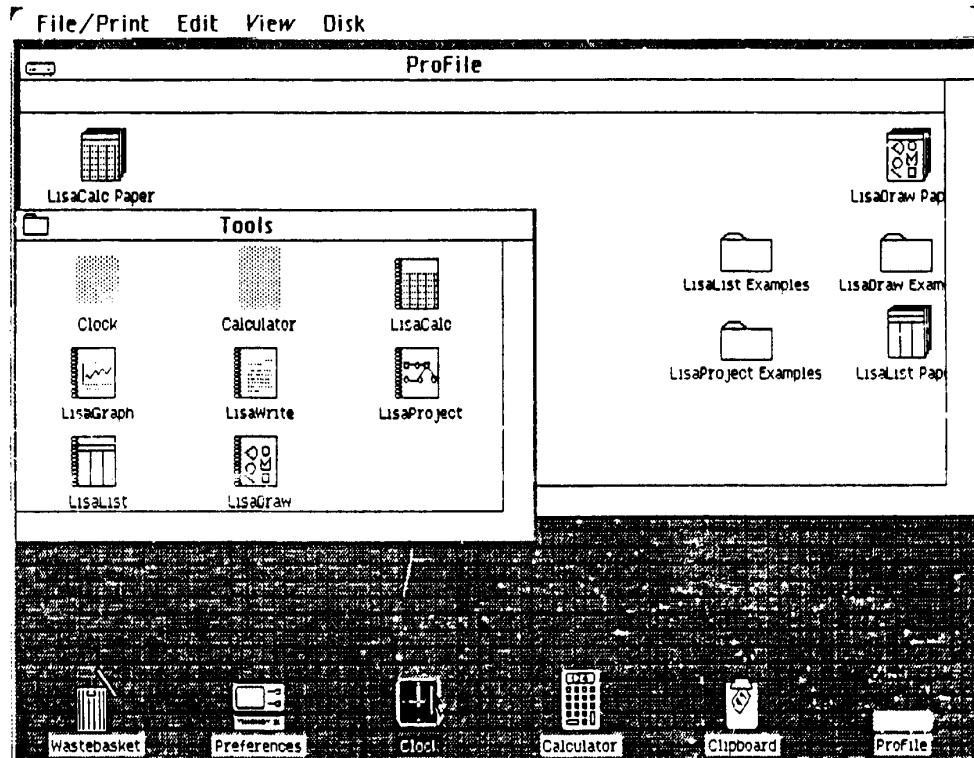 File/Print Edit View Disk
ProFile
LisaCalc Paper
LisaDraw Pap
Tools
LisaList Examples
LisaDraw Exam
Clock
Calculator
LisaCalc
LisaProject Examples
LisaList Pap
LisaGraph
LisaWrite
LisaProject
LisaList
LisaDraw
Wastebasket
Preferences
Clock
Calculator
Clipboard
ProFile